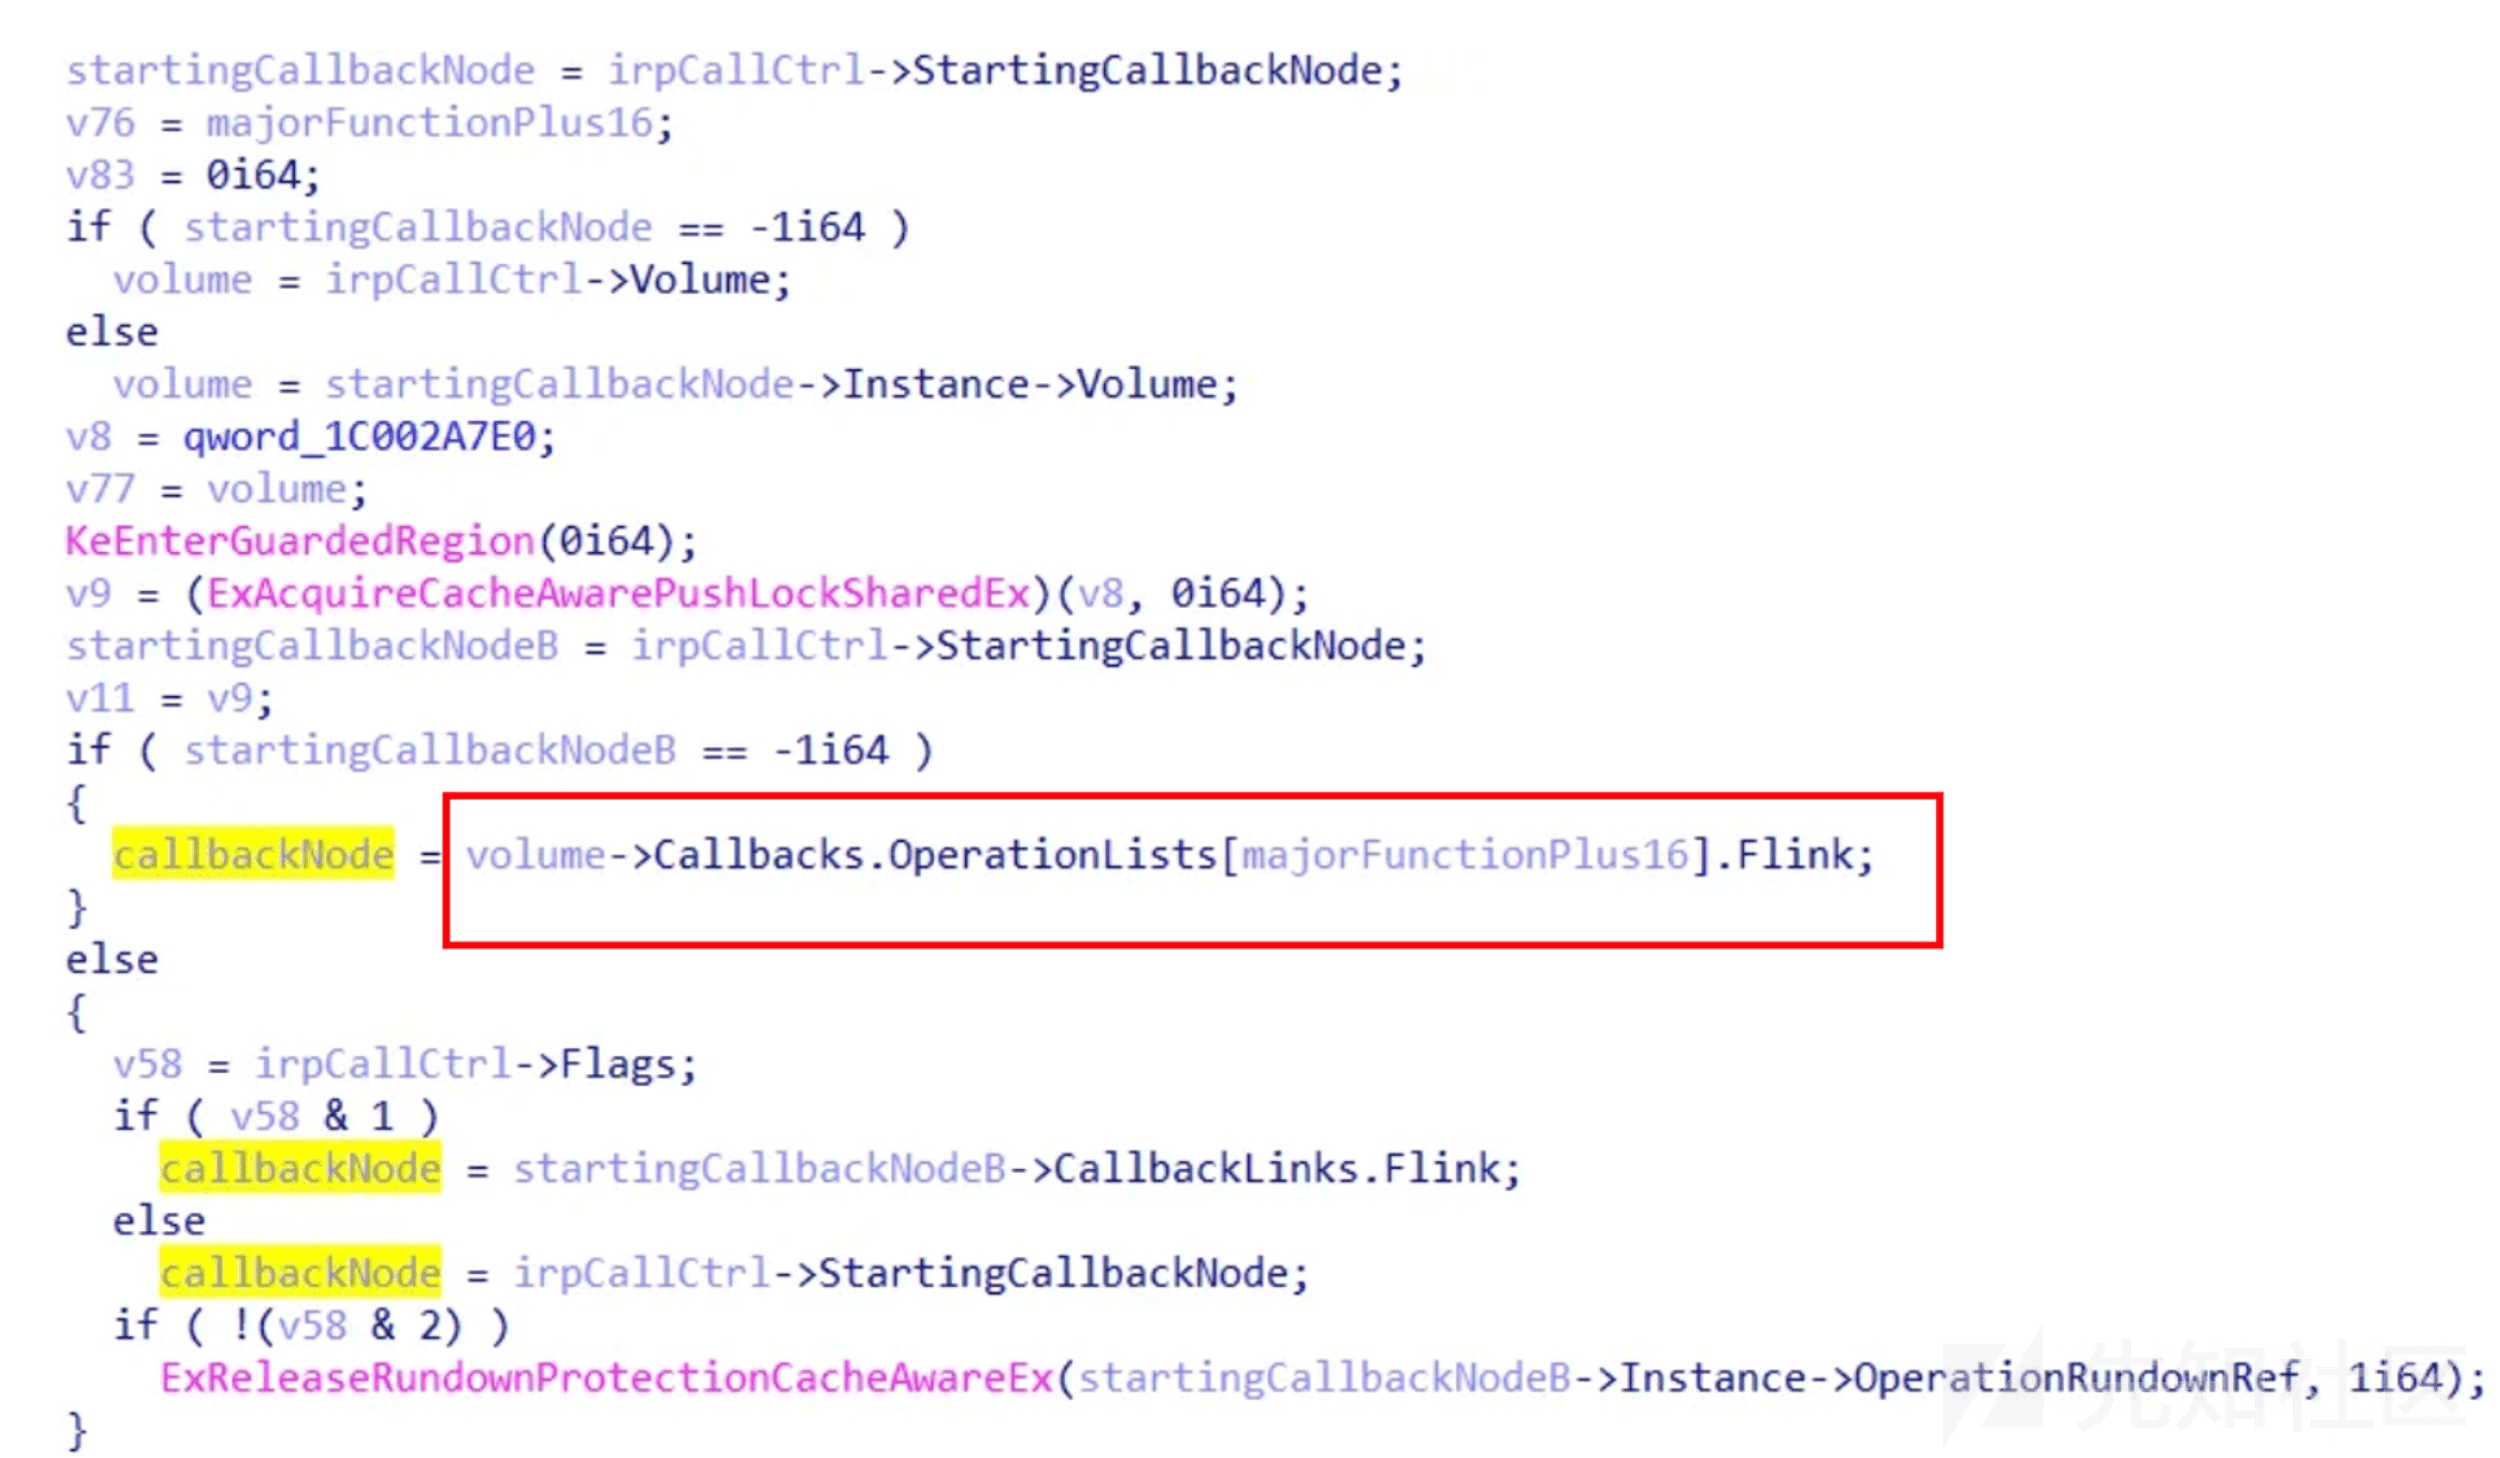 startingCallbackNode = irpCallCtrl->StartingCallbackNode;
v76 = majorFunctionPlus16;
v83 = 0i64;
if ( startingCallbackNode == -1i64 )
  volume = irpCallCtrl->Volume;
else
  volume = startingCallbackNode->Instance->Volume;
v8 = qword_1C002A7E0;
v77 = volume;
KeEnterGuardedRegion(0i64);
v9 = (ExAcquireCacheAwarePushLockSharedEx)(v8, 0i64);
startingCallbackNodeB = irpCallCtrl->StartingCallbackNode;
v11 = v9;
if ( startingCallbackNodeB == -1i64 )
{
  callbackNode = volume->Callbacks.OperationLists[majorFunctionPlus16].Flink;
}
else
{
  v58 = irpCallCtrl->Flags;
  if ( v58 & 1 )
    callbackNode = startingCallbackNodeB->CallbackLinks.Flink;
  else
    callbackNode = irpCallCtrl->StartingCallbackNode;
  if ( !(v58 & 2) )
    ExReleaseRundownProtectionCacheAwareEx(startingCallbackNodeB->Instance->OperationRundownRef, 1i64);
}
先知社区